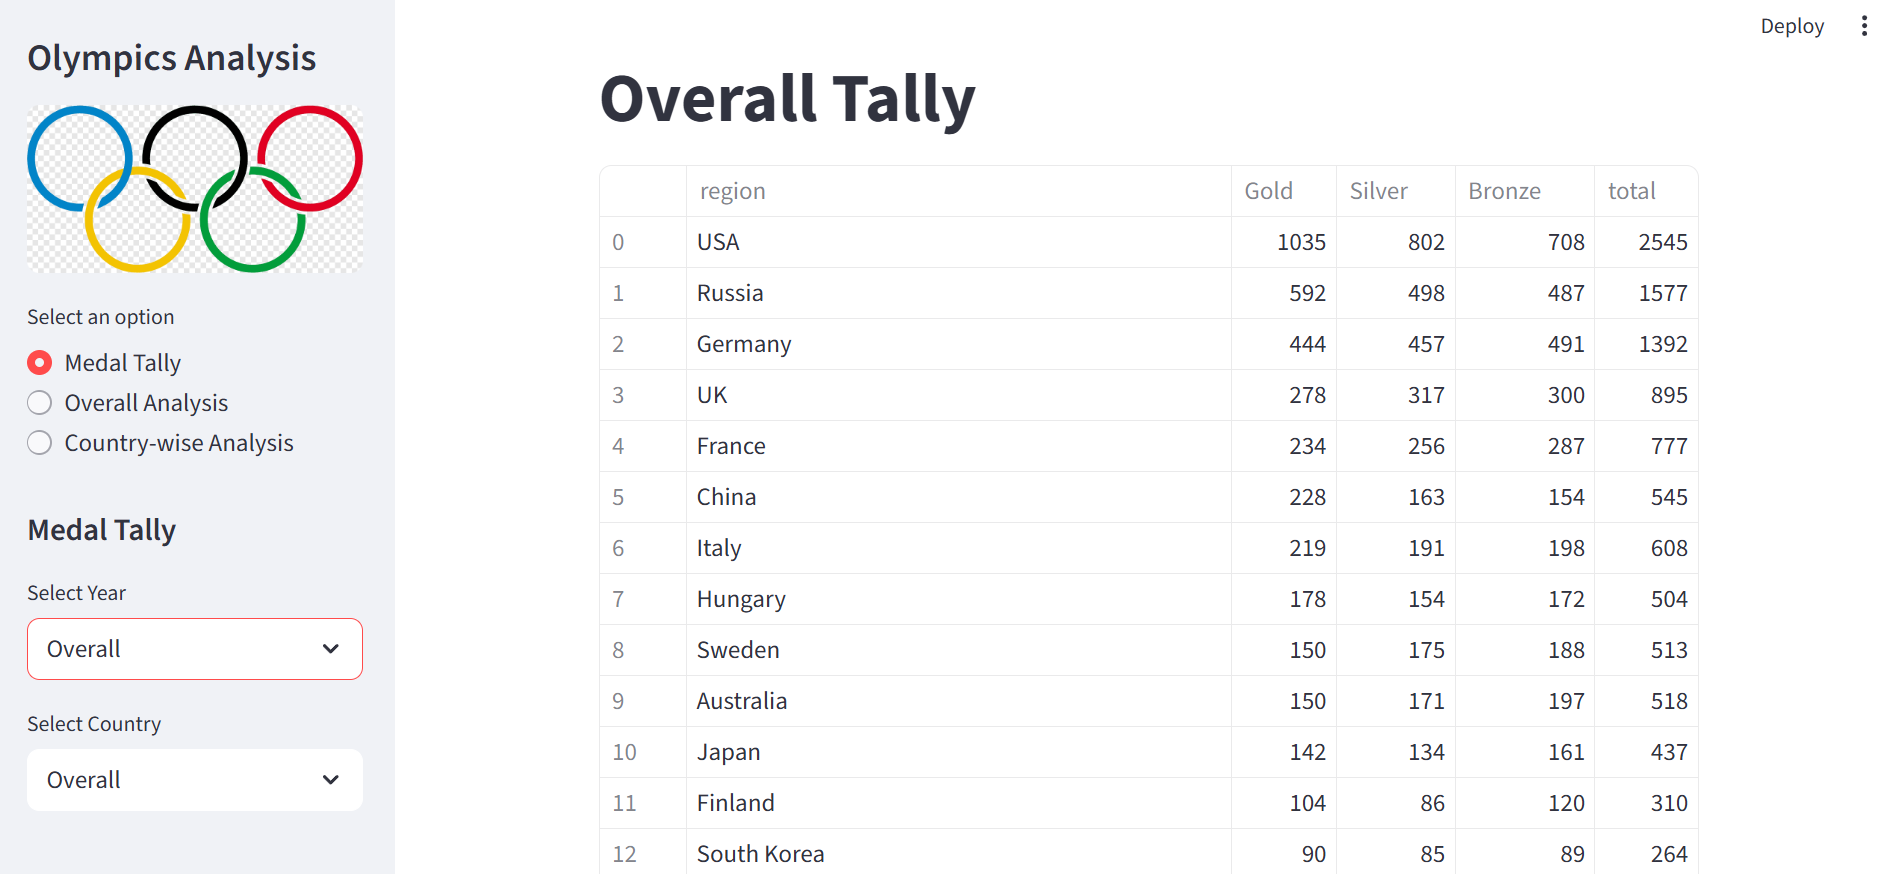 Deploy
Olympics Analysis
Select an option
Medal Tally
Overall Analysis
Country-wise Analysis
Medal Tally
Select Year
Overall
Select Country
Overall
Overall Tally
region Gold Silver Bronze total
0 USA 1035 802 708 2545
1 Russia 592 498 487 1577
2 Germany 444 457 491 1392
3 UK 278 317 300 895
4 France 234 256 287 777
5 China 228 163 154 545
6 Italy 219 191 198 608
7 Hungary 178 154 172 504
8 Sweden 150 175 188 513
9 Australia 150 171 197 518
10 Japan 142 134 161 437
11 Finland 104 86 120 310
12 South Korea 90 85 89 264